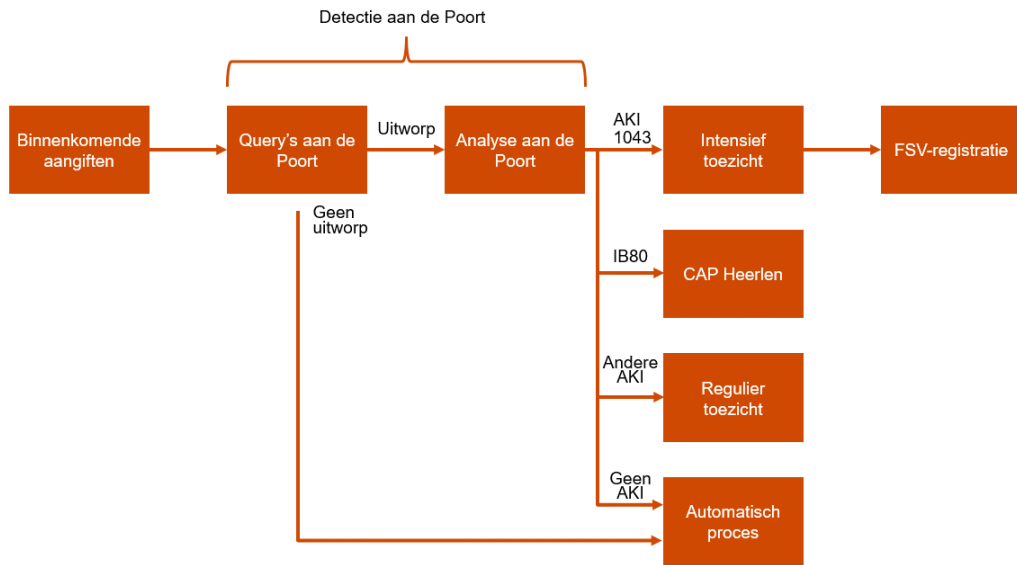 Detectie aan de Poort
Binnenkomende
aangiften
Query's aan de
Poort
Uitworp
Analyse aan de
Poort
AKI
1043
Intensief
toezicht
FSV-registratie
Geen
uitworp
IB80
CAP Heerlen
Andere
AKI
Regulier
toezicht
Geen
AKI
Automatisch
proces